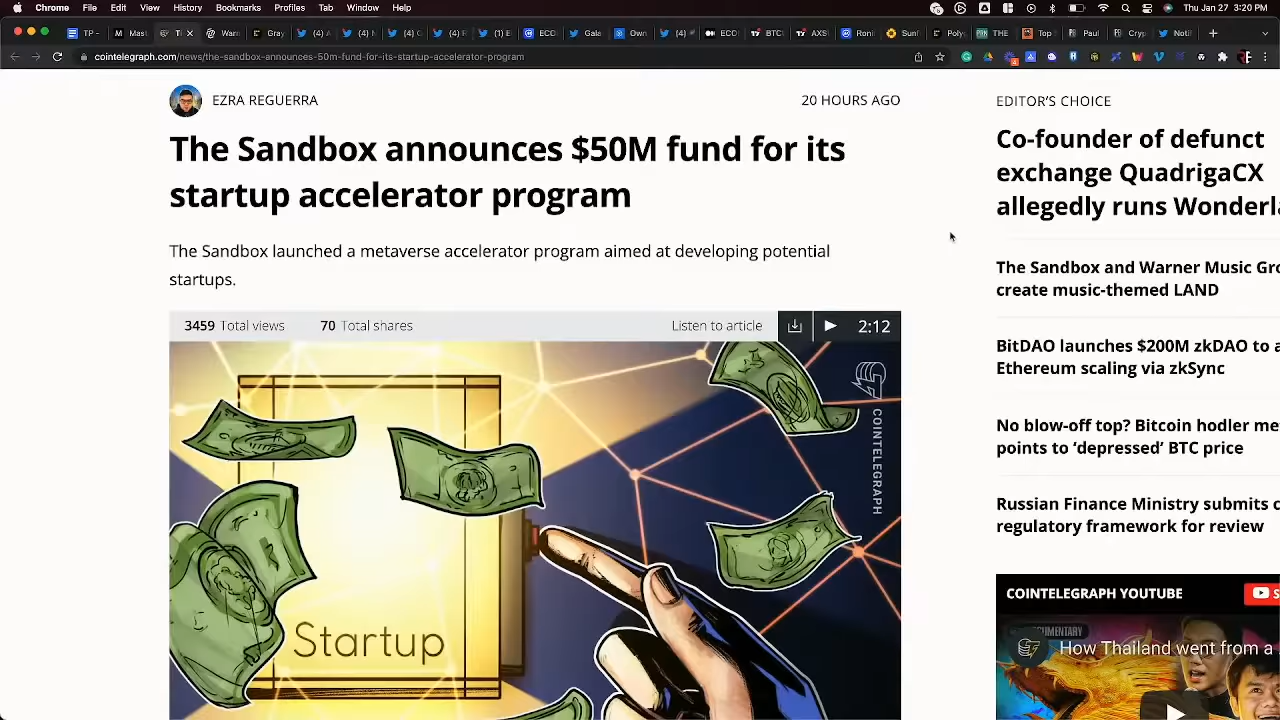 Chrome File Edit View History Bookmarks Profiles Tab Window Help
Thu Jan 27 3:20 PM
cointelegraph.com/news/the-sandbox-announces-50m-fund-for-its-startup-accelerator-program
EZRA REGUERRA
20 HOURS AGO
The Sandbox announces $50M fund for its
startup accelerator program
The Sandbox launched a metaverse accelerator program aimed at developing potential
startups.
3459 Total views 70 Total shares Listen to article 2:12
COINTELEGRAPH
Startup
EDITOR'S CHOICE
Co-founder of defunct
exchange QuadrigaCX
allegedly runs Wonderl
The Sandbox and Warner Music Gro
create music-themed LAND
BitDAO launches $200M zkDAO to a
Ethereum scaling via zkSync
No blow-off top? Bitcoin hodler me
points to ‘depressed’ BTC price
Russian Finance Ministry submits c
regulatory framework for review
COINTELEGRAPH YOUTUBE
How Thailand went from a